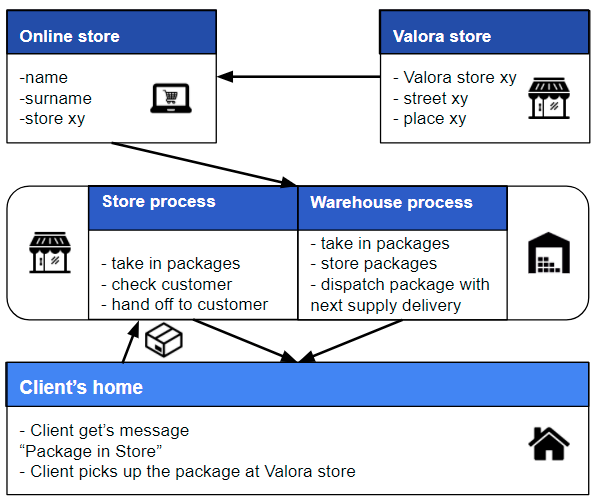 Online store
-name
-surname
-store xy
Valora store
- Valora store xy
- street xy
- place xy
Store process
- take in packages
- check customer
- hand off to customer
Warehouse process
- take in packages
- store packages
- dispatch package with
next supply delivery
Client's home
- Client get's message
“Package in Store”
- Client picks up the package at Valora store